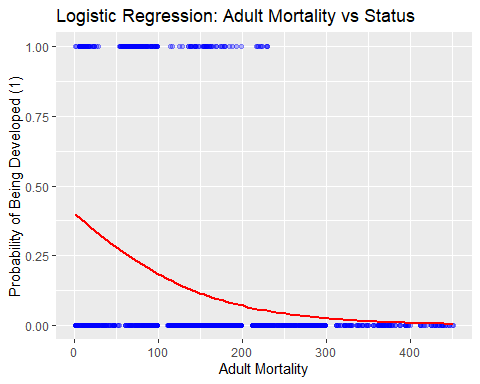 Logistic Regression: Adult Mortality vs Status
Probability of Being Developed (1)
1.00
0.75
0.50
0.25
0.00
0 100 200 300 400
Adult Mortality